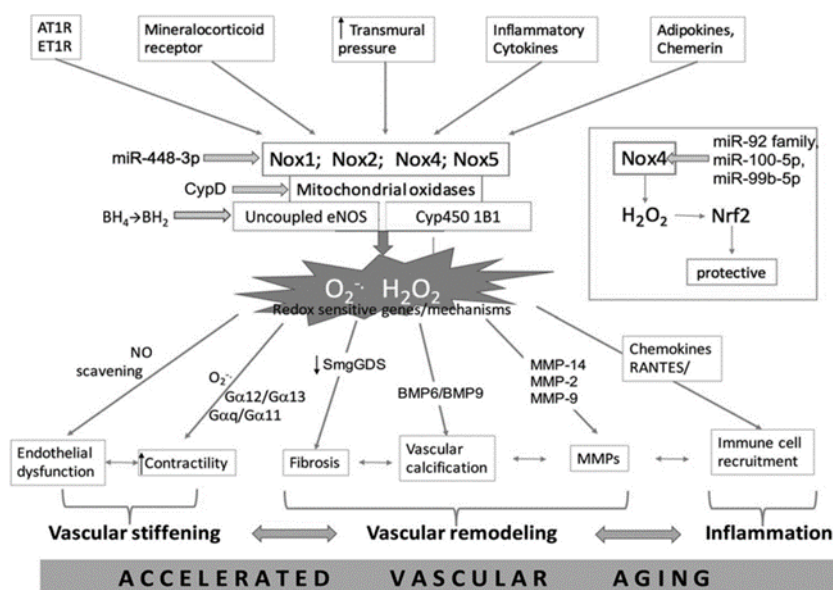 AT1R
ET1R
Mineralocorticoid
receptor
↑ Transmural
pressure
Inflammatory
Cytokines
Adipokines,
Chemerin
miR-448-3p
Nox1; Nox2; Nox4; Nox5
CypD
Mitochondrial oxidases
BH₄→BH₂
Uncoupled eNOS
Cyp450 1B1
Nox4
miR-92 family,
miR-100-5p,
miR-99b-5p
H₂O₂
Nrf2
protective
O₂⁻· H₂O₂
Redox sensitive genes/mechanisms
NO
scavening
O₂⁻·
Gα12/Gα13
Gαq/Gα11
↓SmgGDS
BMP6/BMP9
MMP-14
MMP-2
MMP-9
Chemokines
RANTES/
Endothelial
dysfunction
↑Contractility
Fibrosis
Vascular
calcification
MMPs
Immune cell
recruitment
Vascular stiffening
Vascular remodeling
Inflammation
ACCELERATED VASCULAR AGING